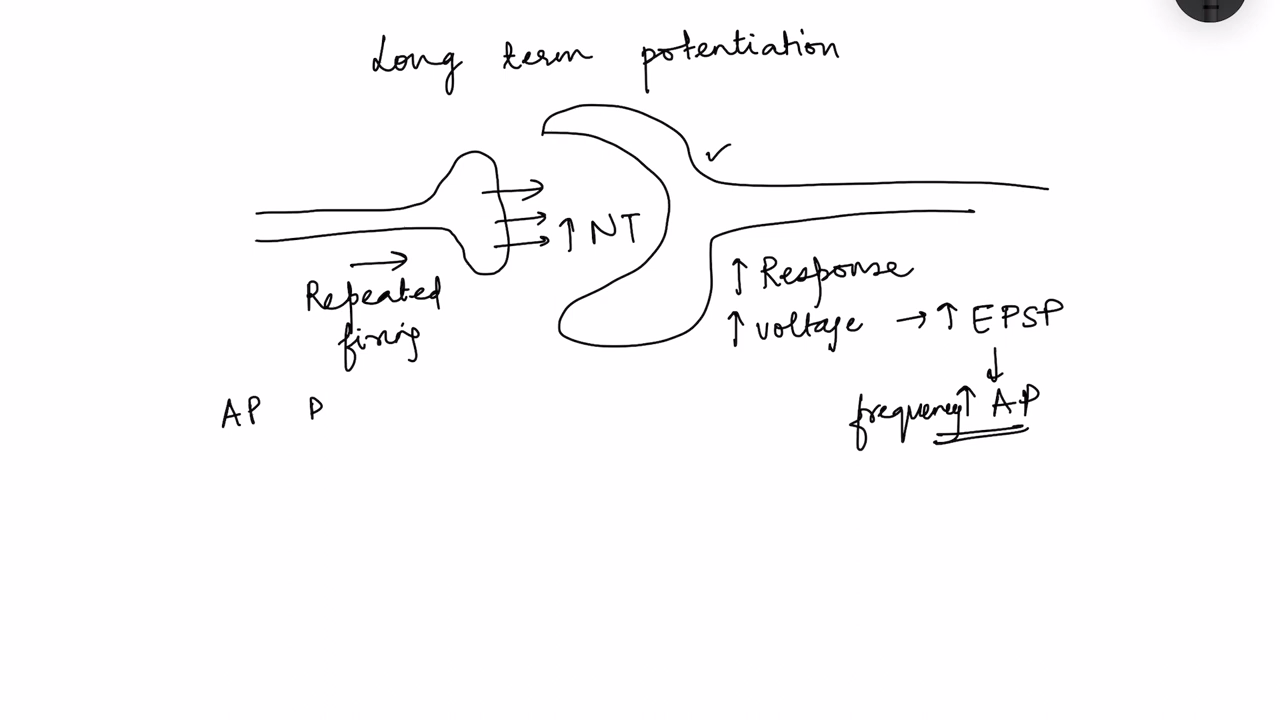 Long term potentiation
↑ NT
Repeated
firing
↑ Response
↑ voltage → ↑ EPSP
↓
frequency ↑ AP
AP P